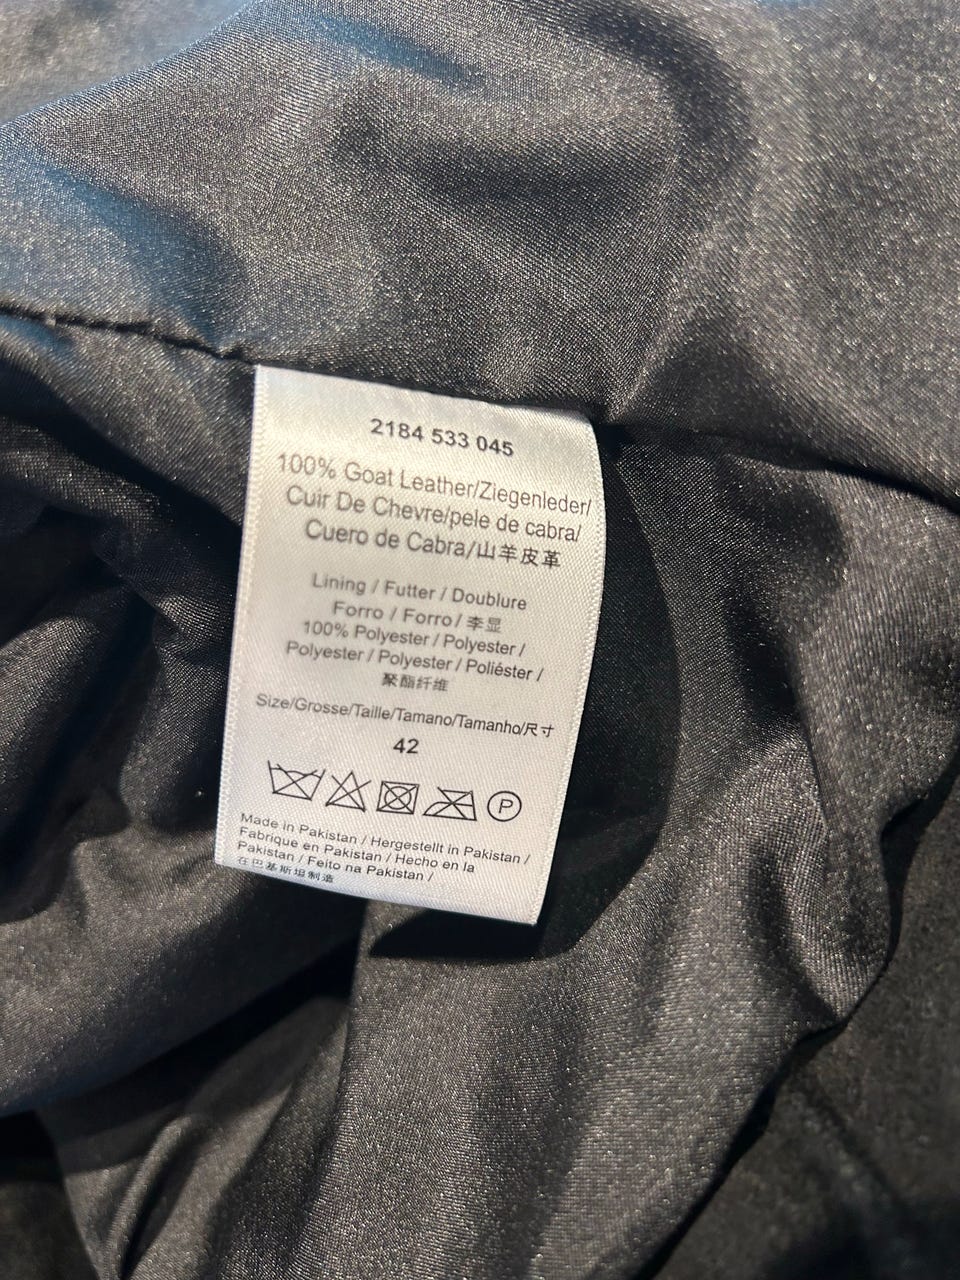 2184 533 045
100% Goat Leather/Ziegenleder/
Cuir De Chevre/pele de cabra/
Cuero de Cabra/山羊皮革
Lining / Futter / Doublure
Forro / Forro / 李显
100% Polyester / Polyester /
Polyester / Polyester / Poliéster /
聚酯纤维
Size/Grosse/Taille/Tamano/Tamanho/尺寸
42
P
Made in Pakistan / Hergestellt in Pakistan /
Fabrique en Pakistan / Hecho en la
Pakistan / Feito na Pakistan /
在巴基斯坦制造